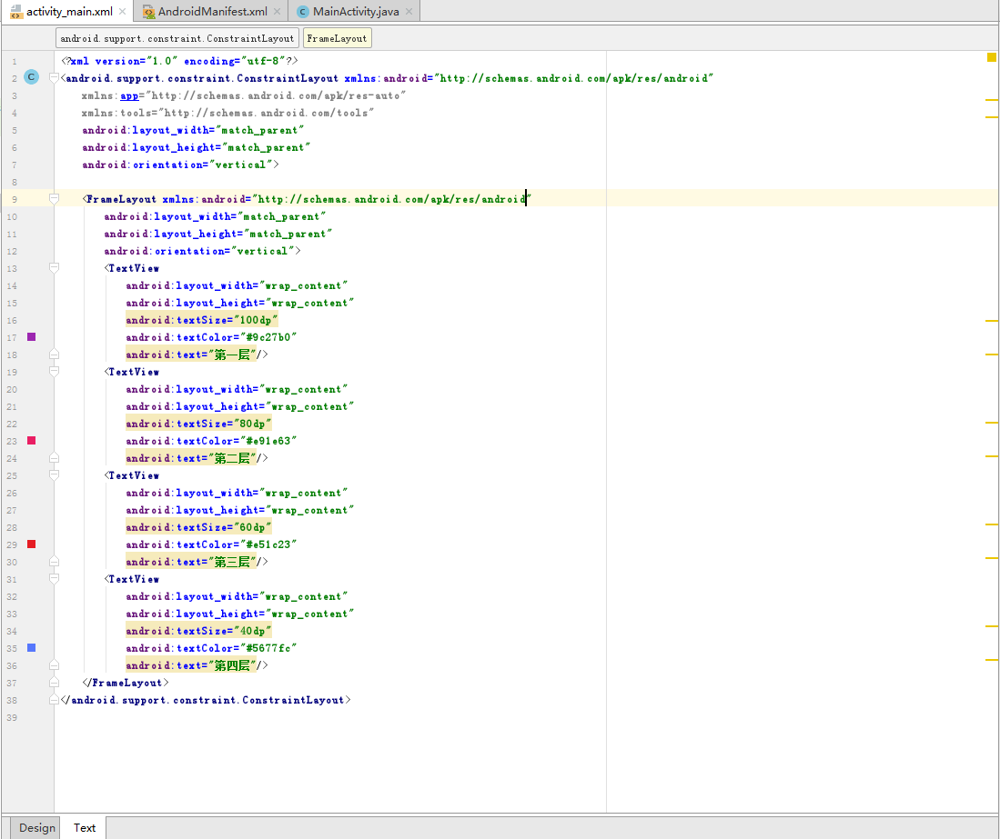 activity_main.xml AndroidManifest.xml MainActivity.java
android.support.constraint.ConstraintLayout FrameLayout
1 <?xml version="1.0" encoding="utf-8"?>
2 C <android.support.constraint.ConstraintLayout xmlns:android="http://schemas.android.com/apk/res/android"
3 xmlns:app="http://schemas.android.com/apk/res-auto"
4 xmlns:tools="http://schemas.android.com/tools"
5 android:layout_width="match_parent"
6 android:layout_height="match_parent"
7 android:orientation="vertical">
8
9 <FrameLayout xmlns:android="http://schemas.android.com/apk/res/android"
10 android:layout_width="match_parent"
11 android:layout_height="match_parent"
12 android:orientation="vertical">
13 <TextView
14 android:layout_width="wrap_content"
15 android:layout_height="wrap_content"
16 android:textSize="100dp"
17 android:textColor="#9c27b0"
18 android:text="第一层"/>
19 <TextView
20 android:layout_width="wrap_content"
21 android:layout_height="wrap_content"
22 android:textSize="80dp"
23 android:textColor="#e91e63"
24 android:text="第二层"/>
25 <TextView
26 android:layout_width="wrap_content"
27 android:layout_height="wrap_content"
28 android:textSize="60dp"
29 android:textColor="#e51c23"
30 android:text="第三层"/>
31 <TextView
32 android:layout_width="wrap_content"
33 android:layout_height="wrap_content"
34 android:textSize="40dp"
35 android:textColor="#5677fc"
36 android:text="第四层"/>
37 </FrameLayout>
38 </android.support.constraint.ConstraintLayout>
39
Design Text